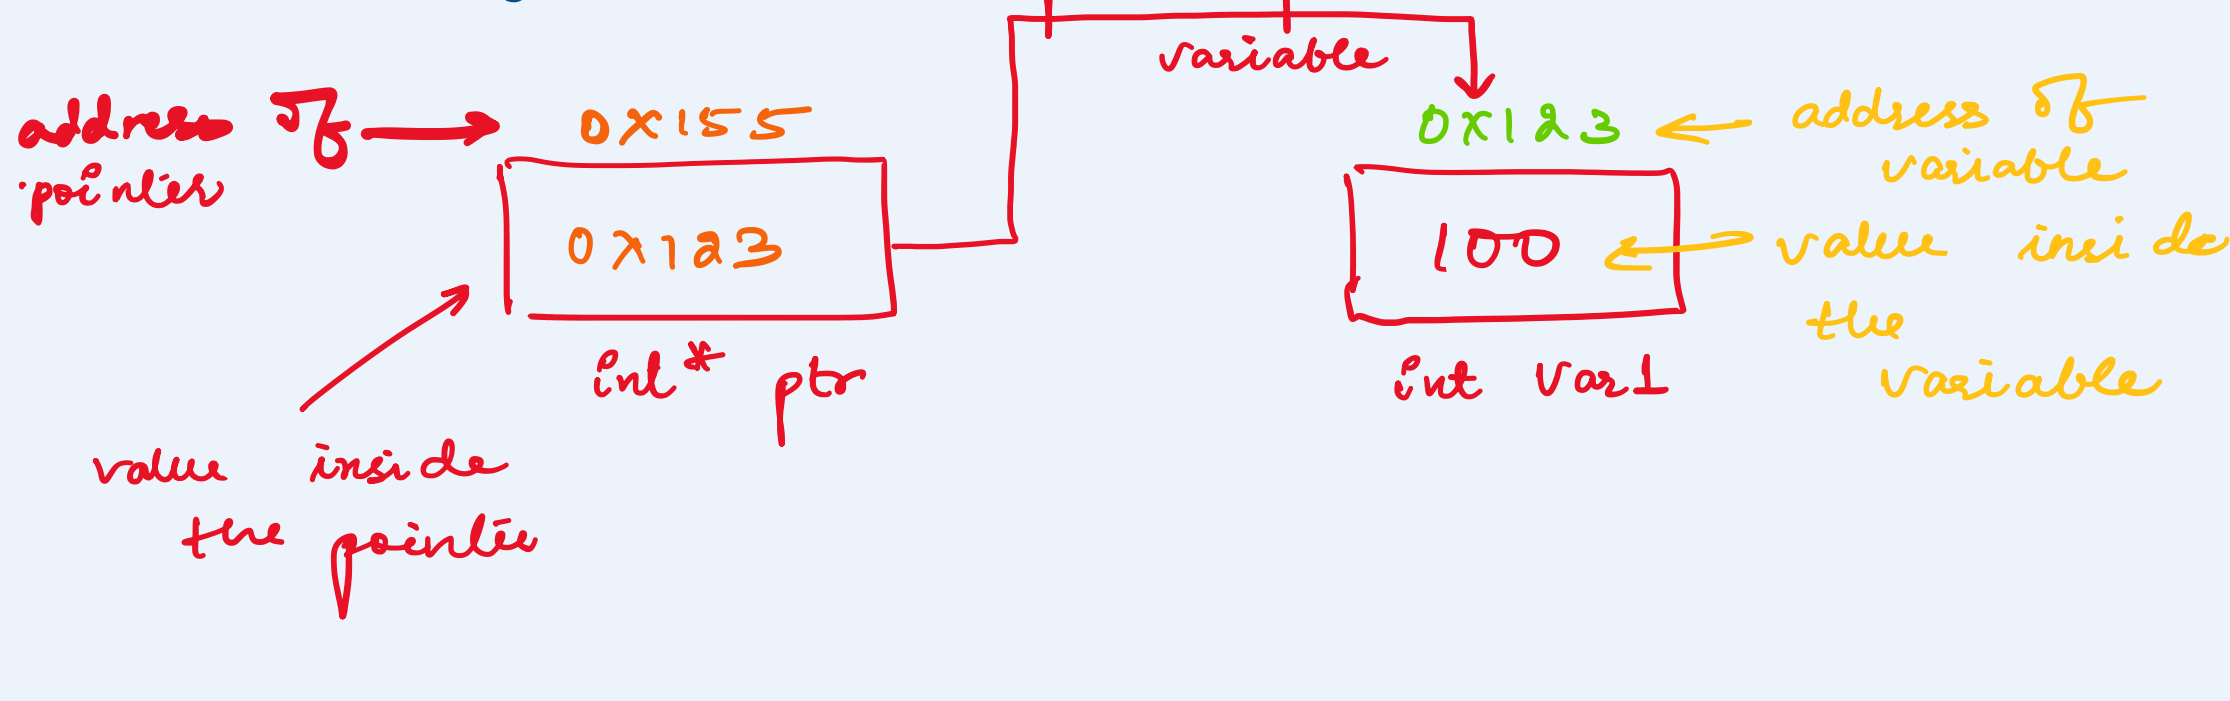 variable
address of
pointer
0x155
0x123
int* ptr
value inside
the pointer
0x123
100
int var1
address of
variable
value inside
the
variable